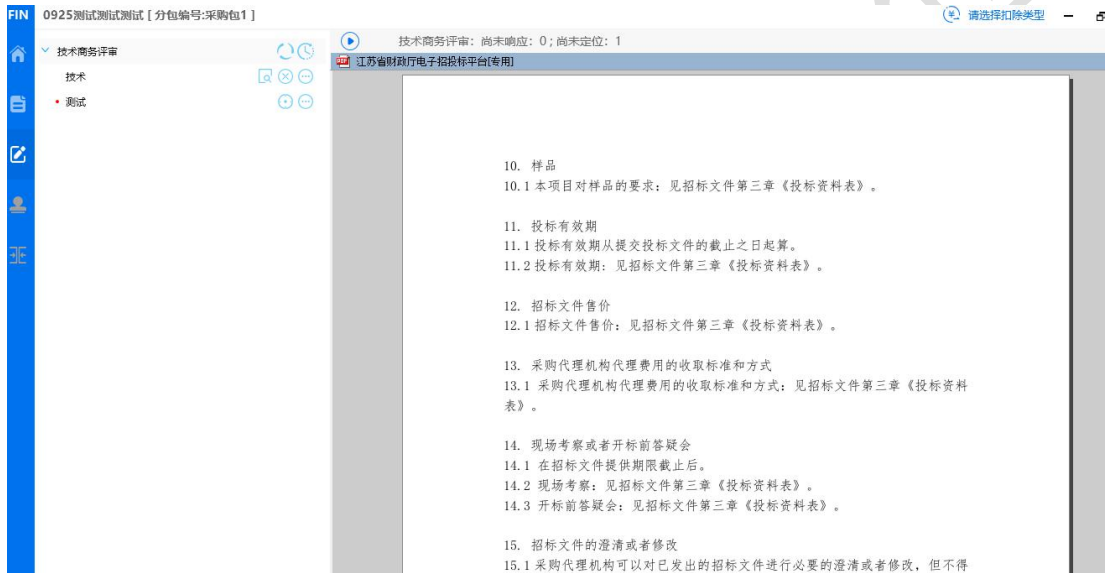 FIN 0925测试测试测试 [ 分包编号:采购包1 ] 请选择扣除类型
技术商务评审
技术
测试
技术商务评审：尚未响应：0；尚未定位：1
江苏省财政厅电子招投标平台[专用]
10. 样品
10.1 本项目对样品的要求：见招标文件第三章《投标资料表》。
11. 投标有效期
11.1 投标有效期从提交投标文件的截止之日起算。
11.2 投标有效期：见招标文件第三章《投标资料表》。
12. 招标文件售价
12.1 招标文件售价：见招标文件第三章《投标资料表》。
13. 采购代理机构代理费用的收取标准和方式
13.1 采购代理机构代理费用的收取标准和方式：见招标文件第三章《投标资料
表》。
14. 现场考察或者开标前答疑会
14.1 在招标文件提供期限截止后。
14.2 现场考察：见招标文件第三章《投标资料表》。
14.3 开标前答疑会：见招标文件第三章《投标资料表》。
15. 招标文件的澄清或者修改
15.1 采购代理机构可以对已发出的招标文件进行必要的澄清或者修改，但不得